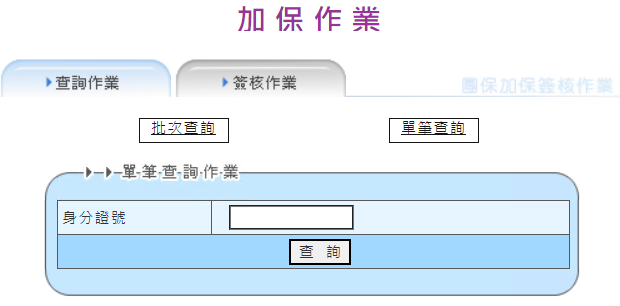 加保作業
查詢作業 簽核作業 團保加保簽核作業
批次查詢 單筆查詢
單筆查詢作業
身分證號
查 詢